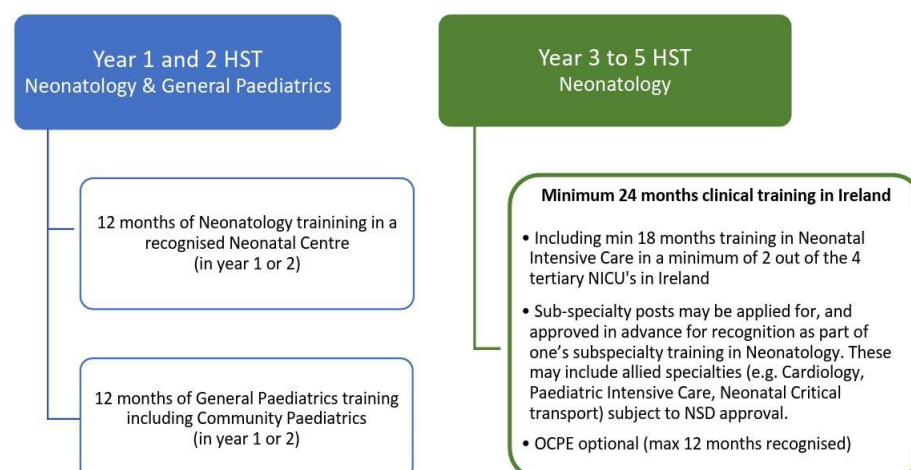 Year 1 and 2 HST
Neonatology & General Paediatrics
12 months of Neonatology trainining in a
recognised Neonatal Centre
(in year 1 or 2)
12 months of General Paediatrics training
including Community Paediatrics
(in year 1 or 2)
Year 3 to 5 HST
Neonatology
Minimum 24 months clinical training in Ireland
• Including min 18 months training in Neonatal
Intensive Care in a minimum of 2 out of the 4
tertiary NICU's in Ireland
• Sub-specialty posts may be applied for, and
approved in advance for recognition as part of
one’s subspecialty training in Neonatology. These
may include allied specialties (e.g. Cardiology,
Paediatric Intensive Care, Neonatal Critical
transport) subject to NSD approval.
• OCPE optional (max 12 months recognised)